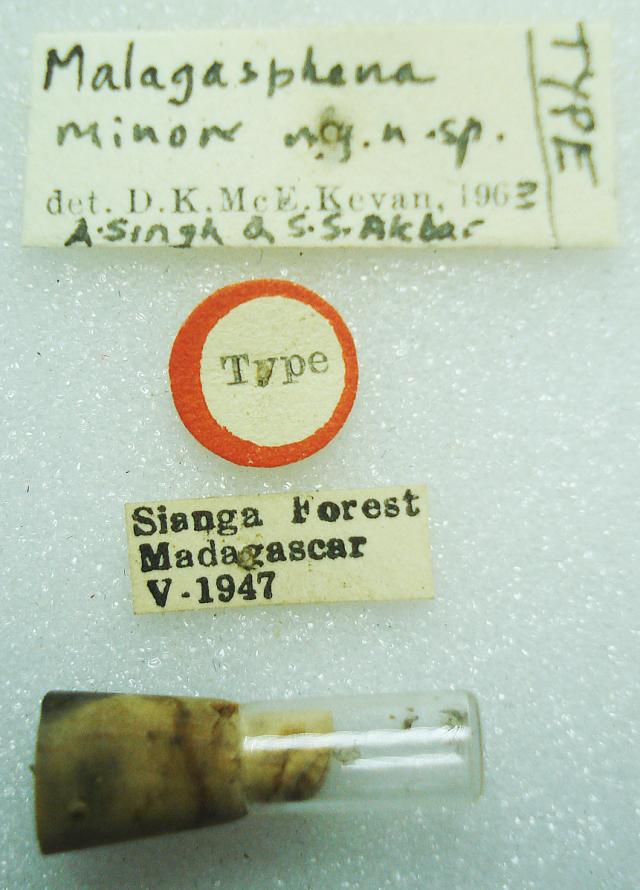 Malagasphena
minor n.g.n.sp.
TYPE
det. D.K.McE.Kevan, 1963
A.Singh & S.S.Akbar
Type
Sianga Forest
Madagascar
V-1947